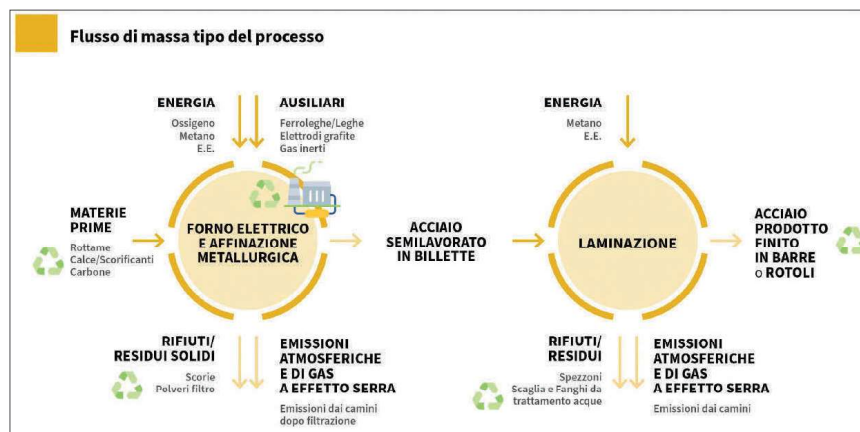 Flusso di massa tipo del processo
ENERGIA
Ossigeno
Metano
E.E.
AUSILIARI
Ferroleghe/Leghe
Elettrodi grafite
Gas inerti
MATERIE
PRIME
Rottame
Calce/Scorificanti
Carbone
FORNO ELETTRICO
E AFFINAZIONE
METALLURGICA
RIFIUTI/
RESIDUI SOLIDI
Scorie
Polveri filtro
EMISSIONI
ATMOSFERICHE
E DI GAS
A EFFETTO SERRA
Emissioni dai camini
dopo filtrazione
ACCIAIO
SEMILAVORATO
IN BILLETTE
ENERGIA
Metano
E.E.
LAMINAZIONE
ACCIAIO
PRODOTTO
FINITO
IN BARRE
o ROTOLI
RIFIUTI/
RESIDUI
Spezzoni
Scaglia e Fanghi da
trattamento acque
EMISSIONI
ATMOSFERICHE
E DI GAS
A EFFETTO SERRA
Emissioni dai camini